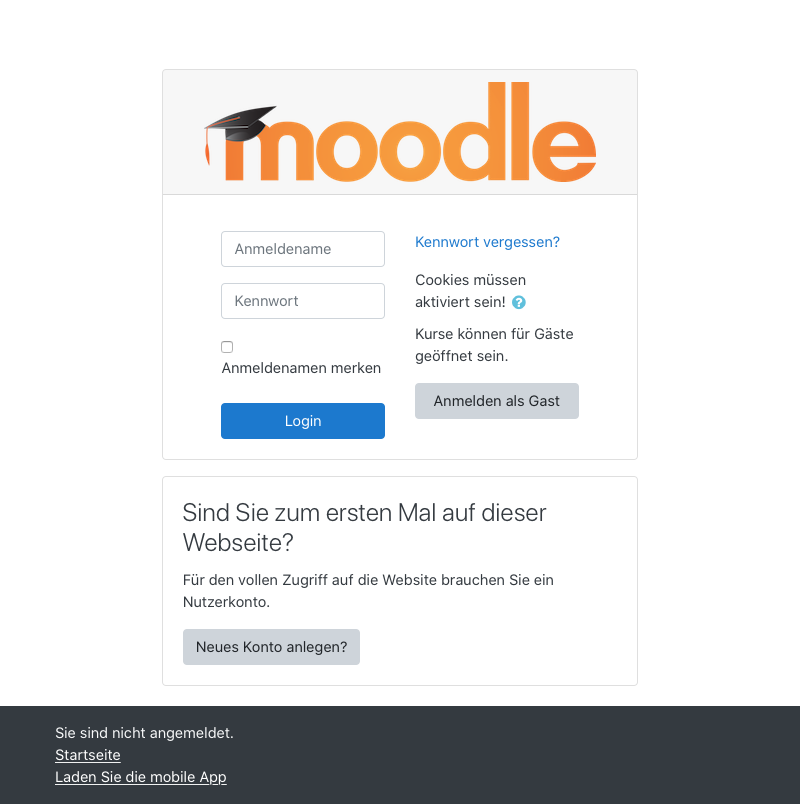 moodle
Anmeldename
Kennwort
Anmeldenamen merken
Login
Kennwort vergessen?
Cookies müssen
aktiviert sein! ?
Kurse können für Gäste
geöffnet sein.
Anmelden als Gast
Sind Sie zum ersten Mal auf dieser
Webseite?
Für den vollen Zugriff auf die Website brauchen Sie ein
Nutzerkonto.
Neues Konto anlegen?
Sie sind nicht angemeldet.
Startseite
Laden Sie die mobile App